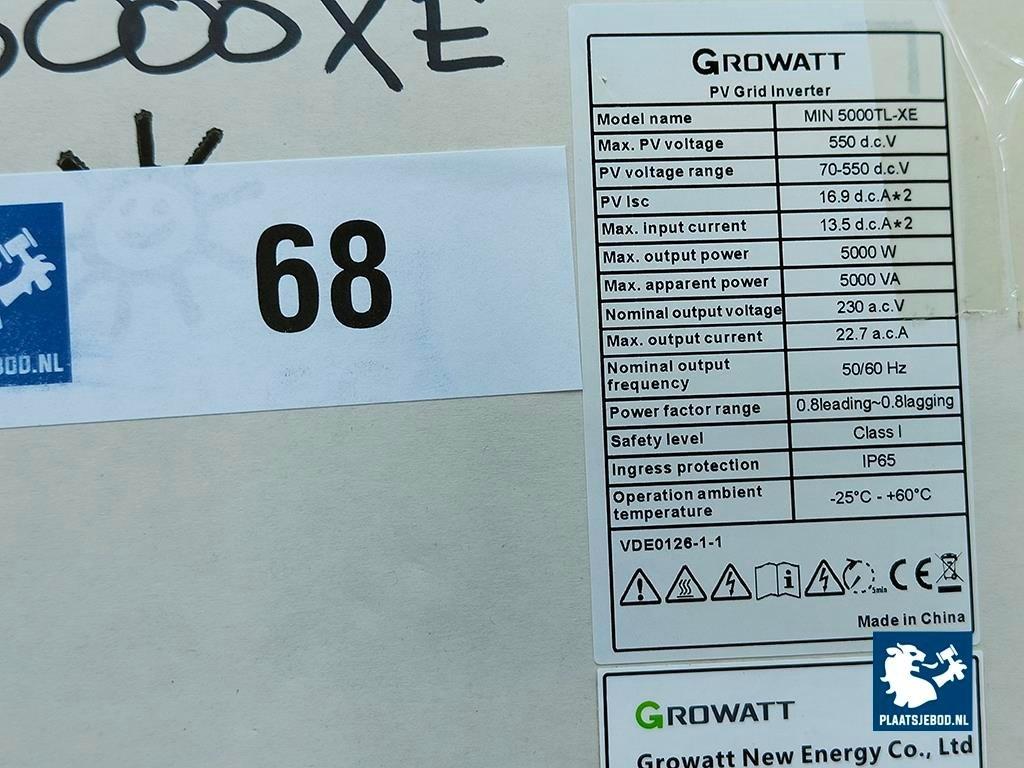 5000XE
68
BOD.NL
GROWATT
PV Grid Inverter
Model name MIN 5000TL-XE
Max. PV voltage 550 d.c.V
PV voltage range 70-550 d.c.V
PV Isc 16.9 d.c.A*2
Max. input current 13.5 d.c.A*2
Max. output power 5000 W
Max. apparent power 5000 VA
Nominal output voltage 230 a.c.V
Max. output current 22.7 a.c.A
Nominal output
frequency 50/60 Hz
Power factor range 0.8leading~0.8lagging
Safety level Class I
Ingress protection IP65
Operation ambient
temperature -25°C - +60°C
VDE0126-1-1
5min
CE
Made in China
PLAATSJEBOD.NL
GROWATT
Growatt New Energy Co., Ltd